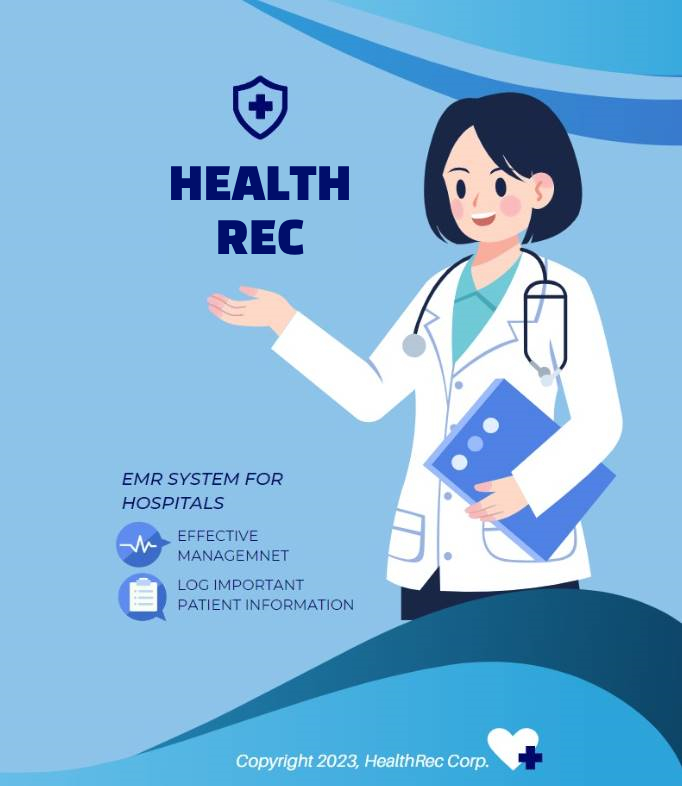 HEALTH
REC
EMR SYSTEM FOR
HOSPITALS
EFFECTIVE
MANAGEMNET
LOG IMPORTANT
PATIENT INFORMATION
Copyright 2023, HealthRec Corp.